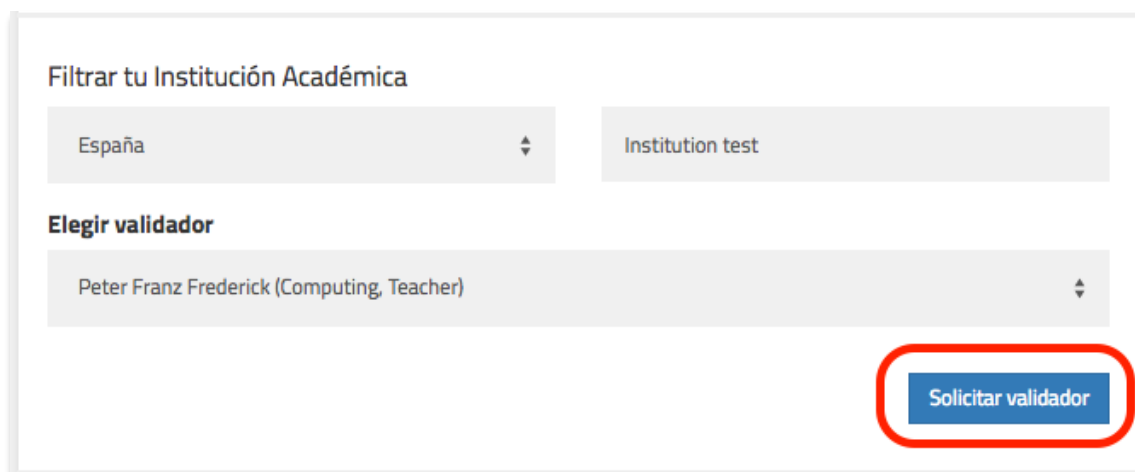 Filtrar tu Institución Académica
España
Institution test
Elegir validador
Peter Franz Frederick (Computing, Teacher)
Solicitar validador